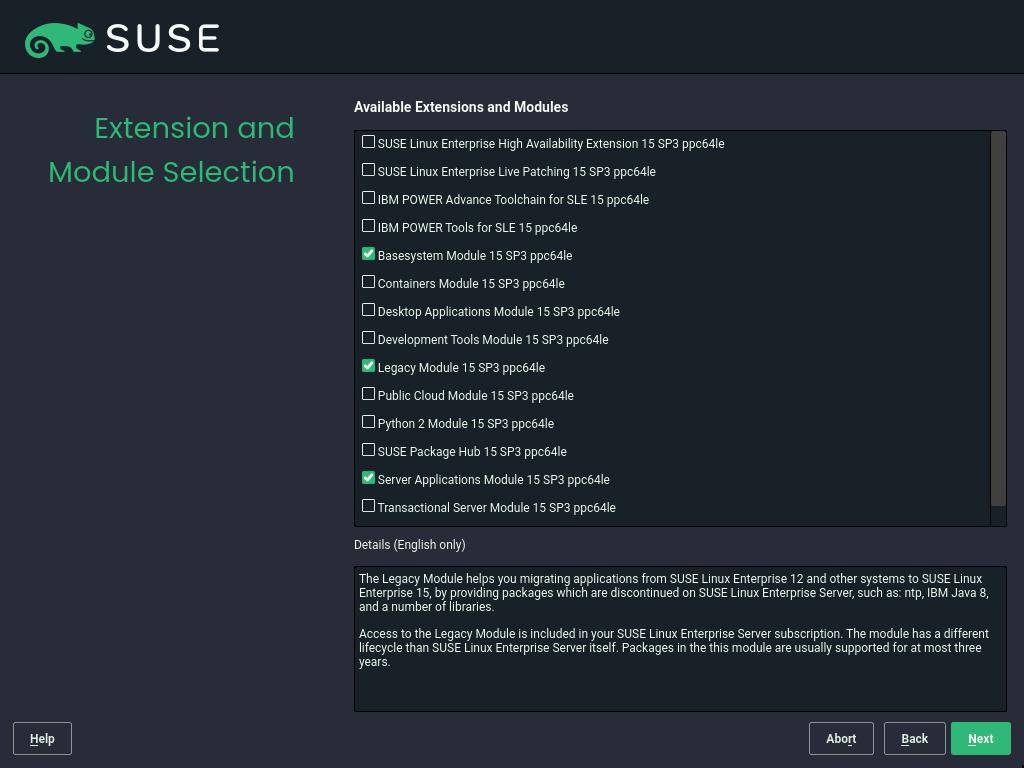 SUSE
Extension and
Module Selection
Available Extensions and Modules
SUSE Linux Enterprise High Availability Extension 15 SP3 ppc64le
SUSE Linux Enterprise Live Patching 15 SP3 ppc64le
IBM POWER Advance Toolchain for SLE 15 ppc64le
IBM POWER Tools for SLE 15 ppc64le
Basesystem Module 15 SP3 ppc64le
Containers Module 15 SP3 ppc64le
Desktop Applications Module 15 SP3 ppc64le
Development Tools Module 15 SP3 ppc64le
Legacy Module 15 SP3 ppc64le
Public Cloud Module 15 SP3 ppc64le
Python 2 Module 15 SP3 ppc64le
SUSE Package Hub 15 SP3 ppc64le
Server Applications Module 15 SP3 ppc64le
Transactional Server Module 15 SP3 ppc64le
Details (English only)
The Legacy Module helps you migrating applications from SUSE Linux Enterprise 12 and other systems to SUSE Linux
Enterprise 15, by providing packages which are discontinued on SUSE Linux Enterprise Server, such as: ntp, IBM Java 8,
and a number of libraries.
Access to the Legacy Module is included in your SUSE Linux Enterprise Server subscription. The module has a different
lifecycle than SUSE Linux Enterprise Server itself. Packages in the this module are usually supported for at most three
years.
Help
Abort
Back
Next